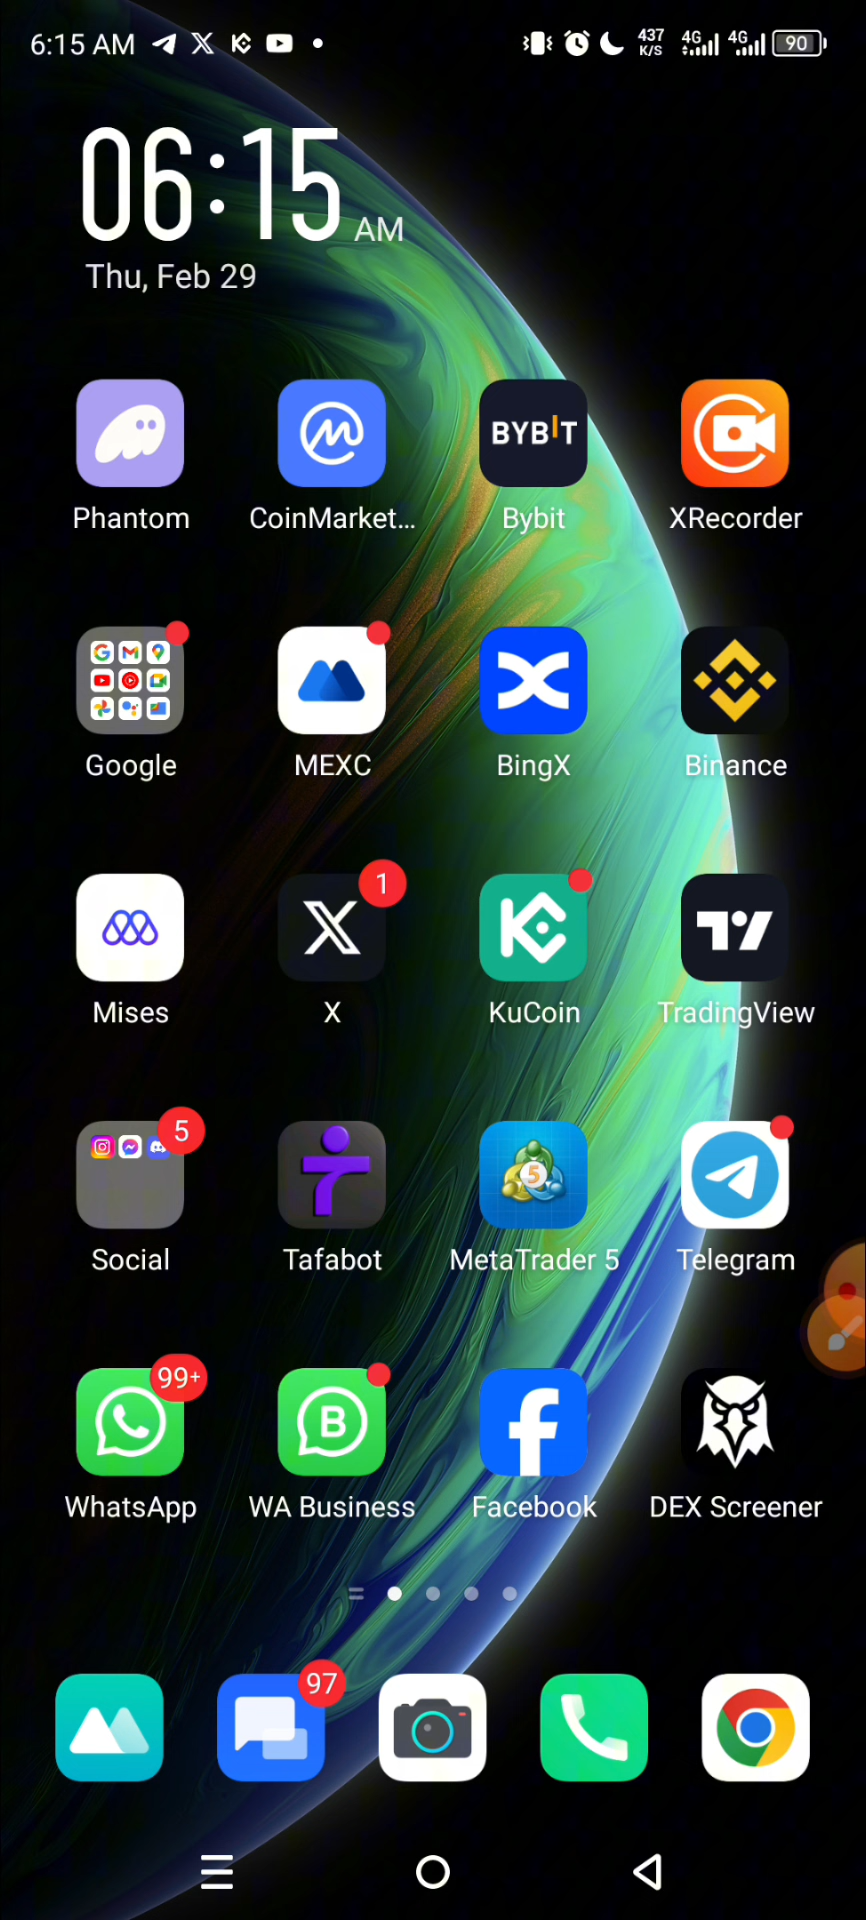 6:15 AM 437 K/S 4G 4G 90
06:15 AM
Thu, Feb 29
BYBIT
Phantom CoinMarket... Bybit XRecorder
Google MEXC BingX Binance
1
Mises X KuCoin TradingView
5
5
Social Tafabot MetaTrader 5 Telegram
99+
B
WhatsApp WA Business Facebook DEX Screener
97